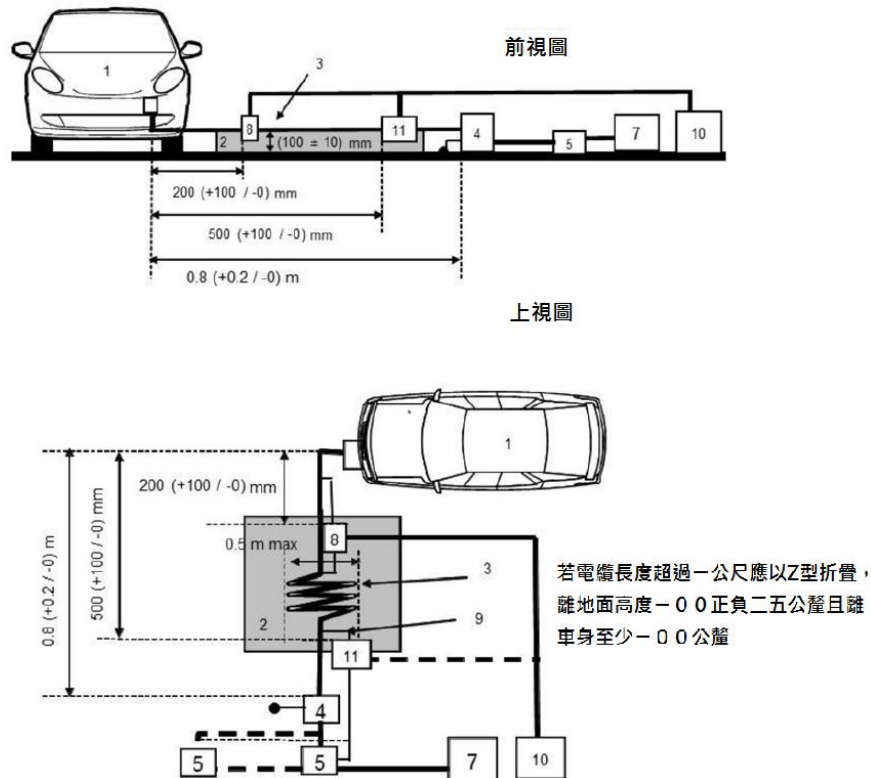 前視圖
1
3
8
11
4
7
10
2
(100 ± 10) mm
5
200 (+100 / -0) mm
500 (+100 / -0) mm
0.8 (+0.2 / -0) m
上視圖
1
200 (+100 / -0) mm
0.8 (+0.2 / -0) m
500 (+100 / -0) mm
0.5 m max
8
3
若電纜長度超過一公尺應以Z型折疊，
離地面高度一００正負二五公釐且離
車身至少一００公釐
2
9
11
4
5
5
7
10